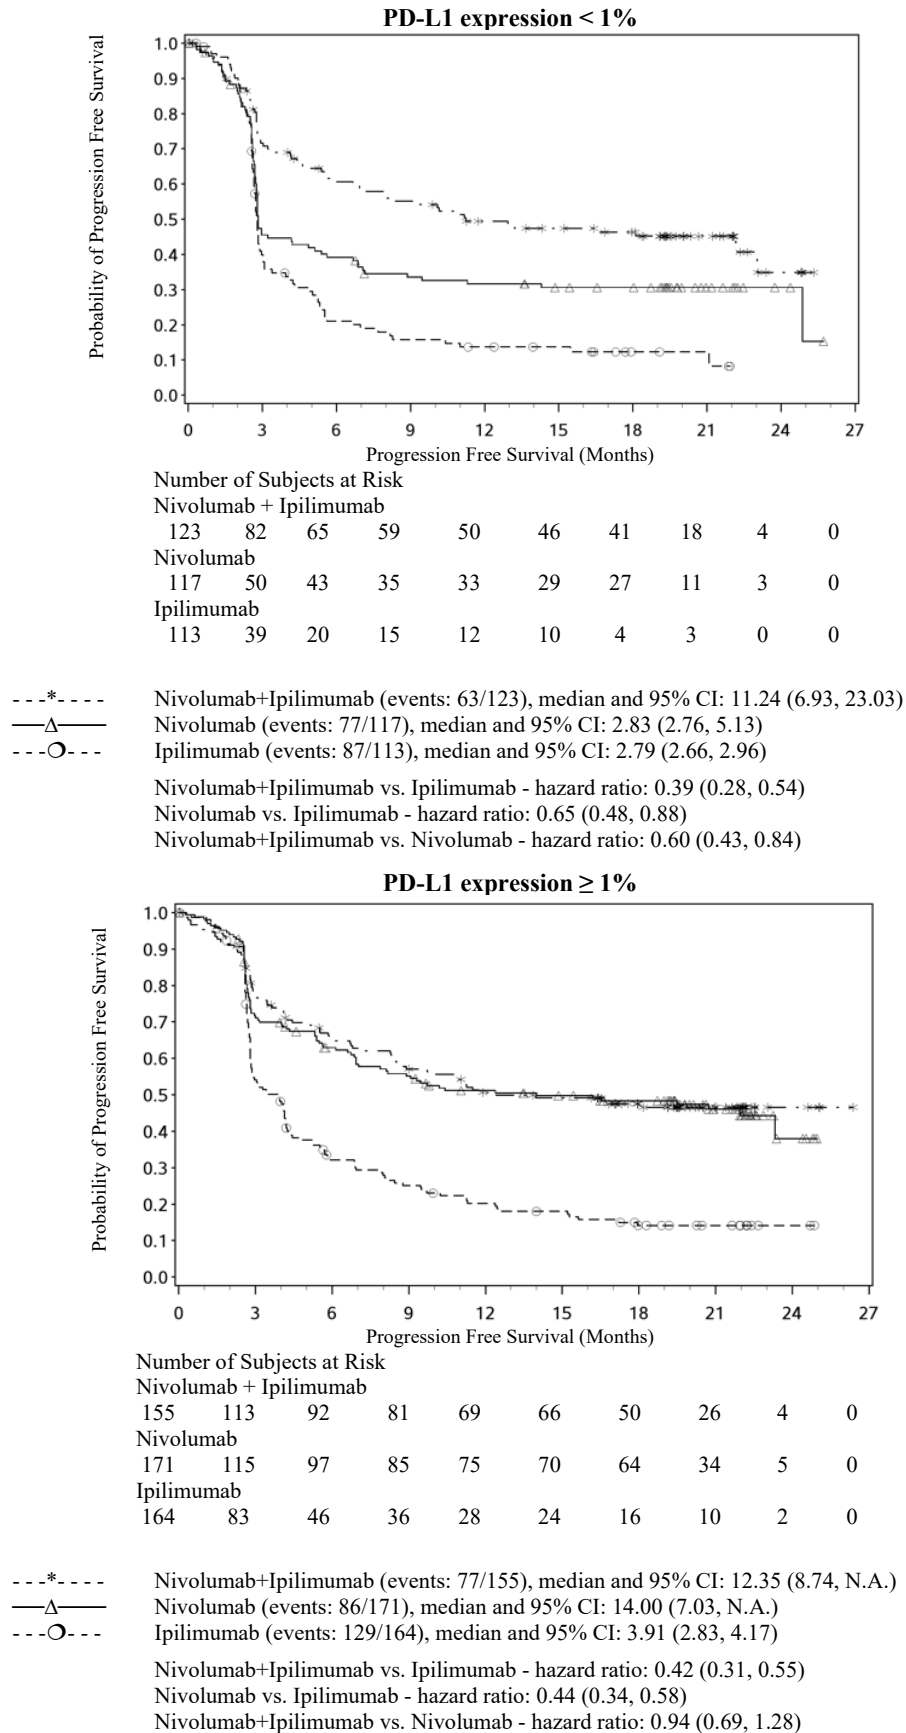 PD-L1 expression < 1%
Probability of Progression Free Survival
1.0
0.9
0.8
0.7
0.6
0.5
0.4
0.3
0.2
0.1
0.0
0 3 6 9 12 15 18 21 24 27
Progression Free Survival (Months)
Number of Subjects at Risk
Nivolumab + Ipilimumab
123 82 65 59 50 46 41 18 4 0
Nivolumab
117 50 43 35 33 29 27 11 3 0
Ipilimumab
113 39 20 15 12 10 4 3 0 0
- - -*- - - - Nivolumab+Ipilimumab (events: 63/123), median and 95% CI: 11.24 (6.93, 23.03)
——Δ—— Nivolumab (events: 77/117), median and 95% CI: 2.83 (2.76, 5.13)
- - -❍- - - Ipilimumab (events: 87/113), median and 95% CI: 2.79 (2.66, 2.96)
Nivolumab+Ipilimumab vs. Ipilimumab - hazard ratio: 0.39 (0.28, 0.54)
Nivolumab vs. Ipilimumab - hazard ratio: 0.65 (0.48, 0.88)
Nivolumab+Ipilimumab vs. Nivolumab - hazard ratio: 0.60 (0.43, 0.84)
PD-L1 expression ≥ 1%
Probability of Progression Free Survival
1.0
0.9
0.8
0.7
0.6
0.5
0.4
0.3
0.2
0.1
0.0
0 3 6 9 12 15 18 21 24 27
Progression Free Survival (Months)
Number of Subjects at Risk
Nivolumab + Ipilimumab
155 113 92 81 69 66 50 26 4 0
Nivolumab
171 115 97 85 75 70 64 34 5 0
Ipilimumab
164 83 46 36 28 24 16 10 2 0
- - -*- - - - Nivolumab+Ipilimumab (events: 77/155), median and 95% CI: 12.35 (8.74, N.A.)
——Δ—— Nivolumab (events: 86/171), median and 95% CI: 14.00 (7.03, N.A.)
- - -❍- - - Ipilimumab (events: 129/164), median and 95% CI: 3.91 (2.83, 4.17)
Nivolumab+Ipilimumab vs. Ipilimumab - hazard ratio: 0.42 (0.31, 0.55)
Nivolumab vs. Ipilimumab - hazard ratio: 0.44 (0.34, 0.58)
Nivolumab+Ipilimumab vs. Nivolumab - hazard ratio: 0.94 (0.69, 1.28)